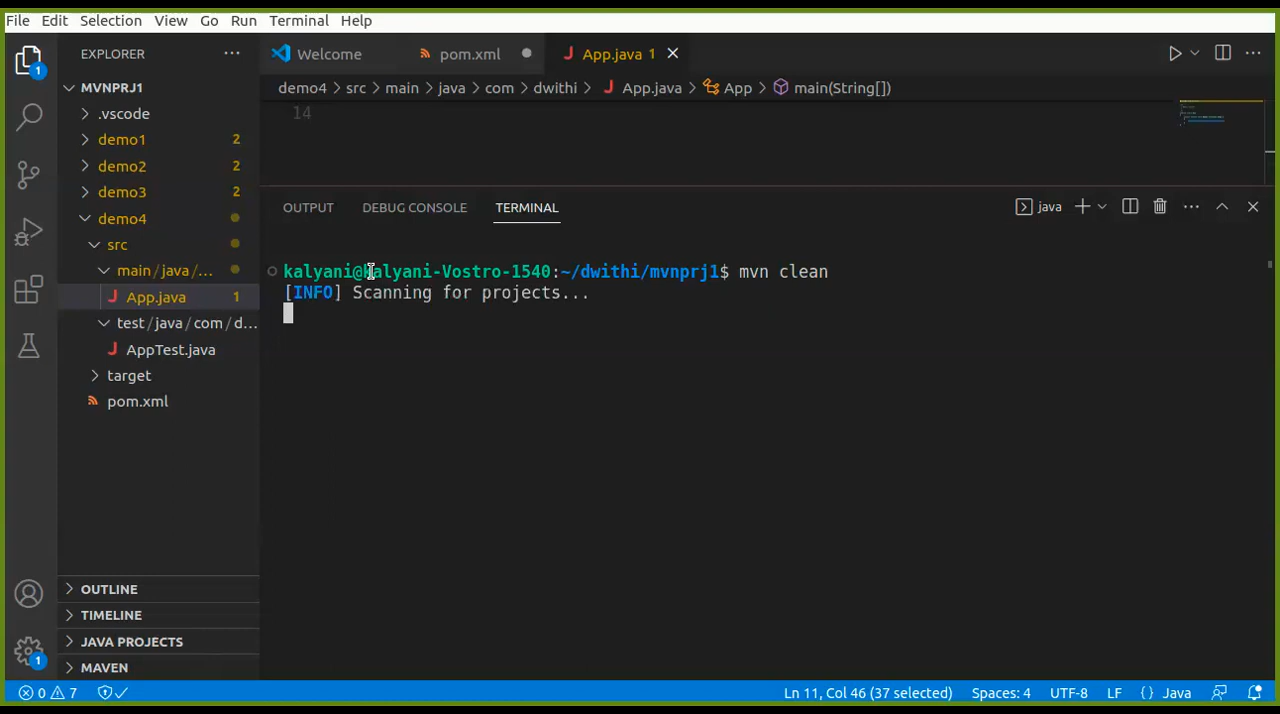 File Edit Selection View Go Run Terminal Help
EXPLORER
Welcome pom.xml App.java 1
MVNPRJ1
demo4 src main java com dwithi App.java App main(String[])
.vscode
14
demo1 2
demo2 2
demo3 2
OUTPUT DEBUG CONSOLE TERMINAL java
demo4
src
main/java/...
kalyani@kalyani-Vostro-1540:~/dwithi/mvnprj1$ mvn clean
[INFO] Scanning for projects...
App.java 1
test/java/com/d...
AppTest.java
target
pom.xml
OUTLINE
TIMELINE
JAVA PROJECTS
MAVEN
1
1
0 7 Ln 11, Col 46 (37 selected) Spaces: 4 UTF-8 LF {} Java